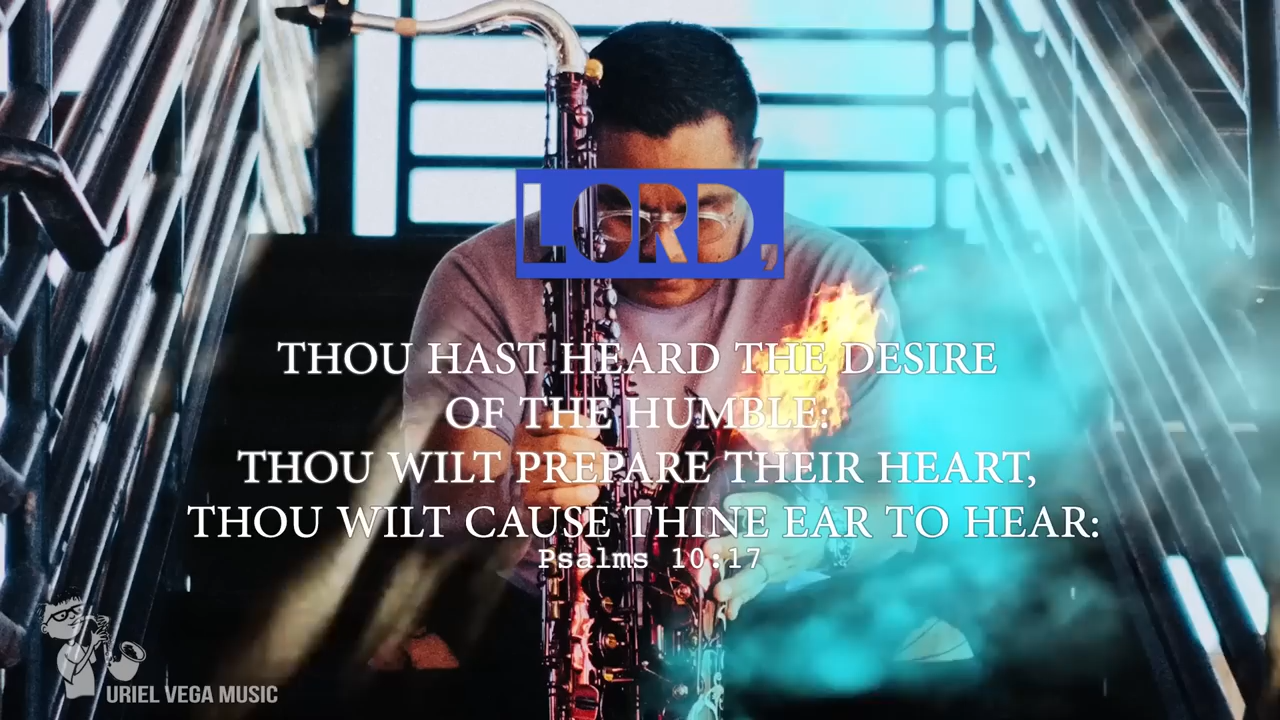 LORD,
THOU HAST HEARD THE DESIRE
OF THE HUMBLE:
THOU WILT PREPARE THEIR HEART,
THOU WILT CAUSE THINE EAR TO HEAR:
Psalms 10:17
URIEL VEGA MUSIC